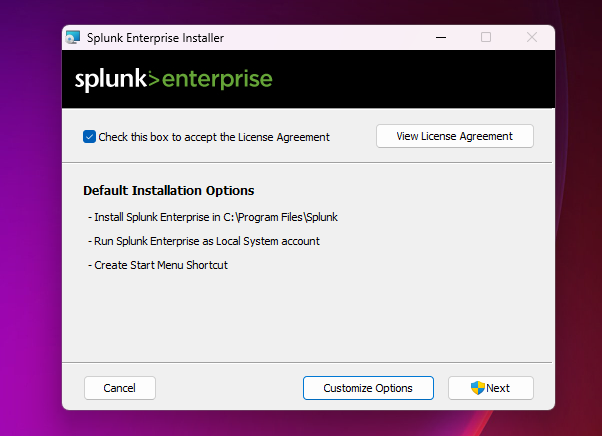 Splunk Enterprise Installer
splunk>enterprise
Check this box to accept the License Agreement
View License Agreement
Default Installation Options
- Install Splunk Enterprise in C:\Program Files\Splunk
- Run Splunk Enterprise as Local System account
- Create Start Menu Shortcut
Cancel
Customize Options
Next